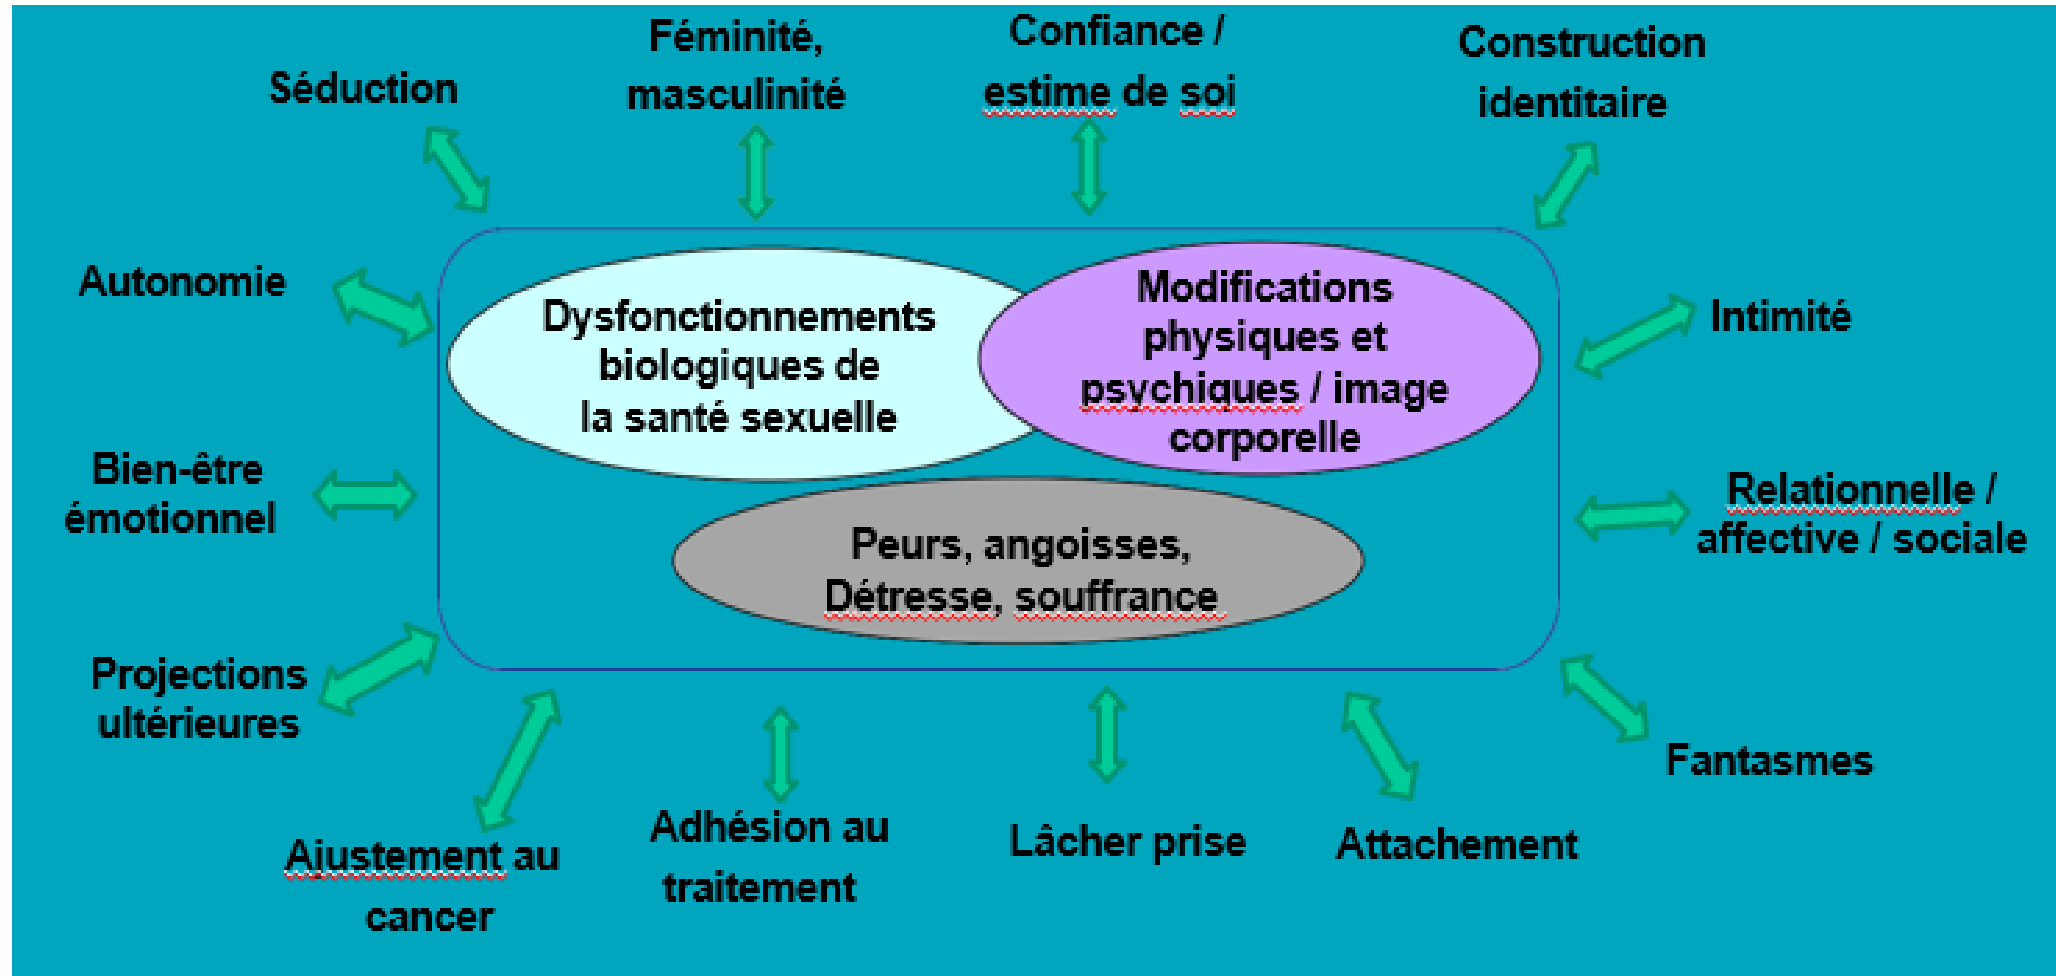 Séduction
Féminité,
masculinité
Confiance /
estime de soi
Construction
identitaire
Autonomie
Dysfonctionnements
biologiques de
la santé sexuelle
Modifications
physiques et
psychiques / image
corporelle
Intimité
Bien-être
émotionnel
Relationnelle /
affective / sociale
Peurs, angoisses,
Détresse, souffrance
Projections
ultérieures
Fantasmes
Ajustement au
cancer
Adhésion au
traitement
Lâcher prise
Attachement